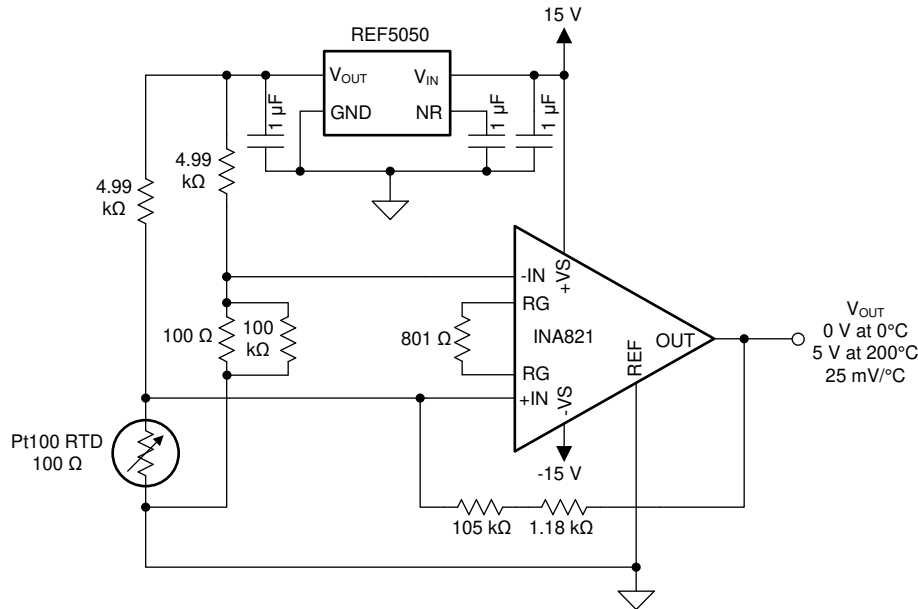 15 V
REF5050
VOUT
VIN
GND
NR
1 µF
1 µF
1 µF
4.99
kΩ
4.99
kΩ
-IN
+VS
RG
100 Ω
100
kΩ
801 Ω
INA821
OUT
REF
RG
+IN
-VS
VOUT
0 V at 0°C
5 V at 200°C
25 mV/°C
Pt100 RTD
100 Ω
-15 V
105 kΩ
1.18 kΩ